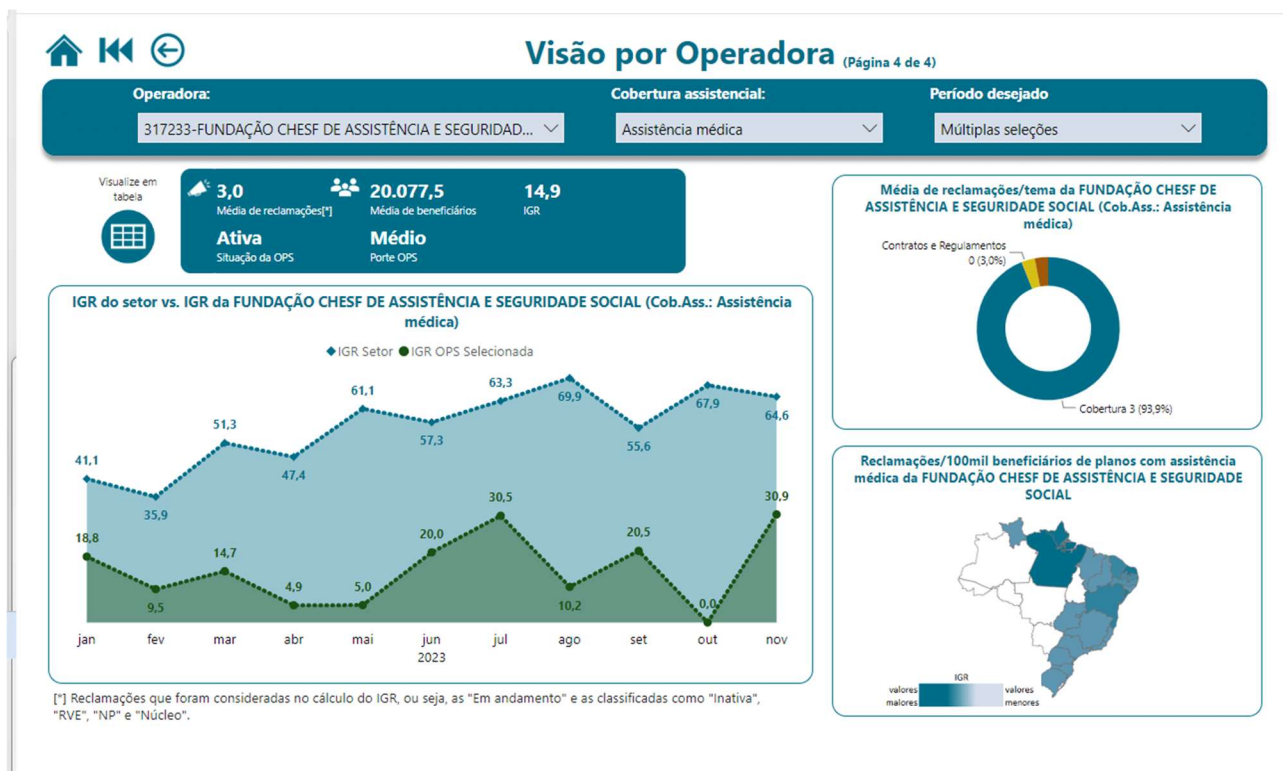 Visão por Operadora (Página 4 de 4)
Operadora:
Cobertura assistencial:
Período desejado
317233-FUNDAÇÃO CHESF DE ASSISTÊNCIA E SEGURIDAD...
Assistência médica
Múltiplas seleções
Visualize em
tabela
3,0
Média de reclamações[*]
20.077,5
Média de beneficiários
14,9
IGR
Ativa
Situação da OPS
Médio
Porte OPS
IGR do setor vs. IGR da FUNDAÇÃO CHESF DE ASSISTÊNCIA E SEGURIDADE SOCIAL (Cob.Ass.: Assistência
médica)
IGR Setor IGR OPS Selecionada
41,1
35,9
51,3
47,4
61,1
57,3
63,3
69,9
55,6
67,9
64,6
18,8
9,5
14,7
4,9
5,0
20,0
30,5
10,2
20,5
0,0
30,9
jan fev mar abr mai jun jul ago set out nov
2023
[*] Reclamações que foram consideradas no cálculo do IGR, ou seja, as "Em andamento" e as classificadas como "Inativa",
"RVE", "NP" e "Núcleo".
Média de reclamações/tema da FUNDAÇÃO CHESF DE
ASSISTÊNCIA E SEGURIDADE SOCIAL (Cob.Ass.: Assistência
médica)
Contratos e Regulamentos
0 (3,0%)
Cobertura 3 (93,9%)
Reclamações/100mil beneficiários de planos com assistência
médica da FUNDAÇÃO CHESF DE ASSISTÊNCIA E SEGURIDADE
SOCIAL
IGR
valores
maiores
valores
menores